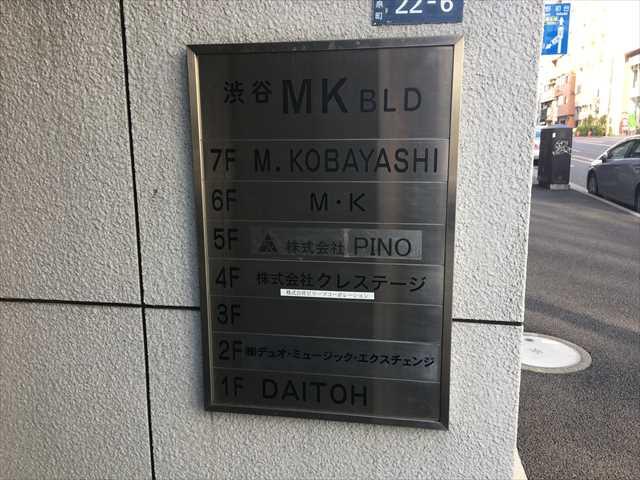 泉町 22-6
渋谷 MK BLD
7F M. KOBAYASHI
6F M・K
5F 株式会社 PINO
4F 株式会社クレステージ
3F
2F ㈱デュオ・ミュージック・エクスチェンジ
1F DAITOH